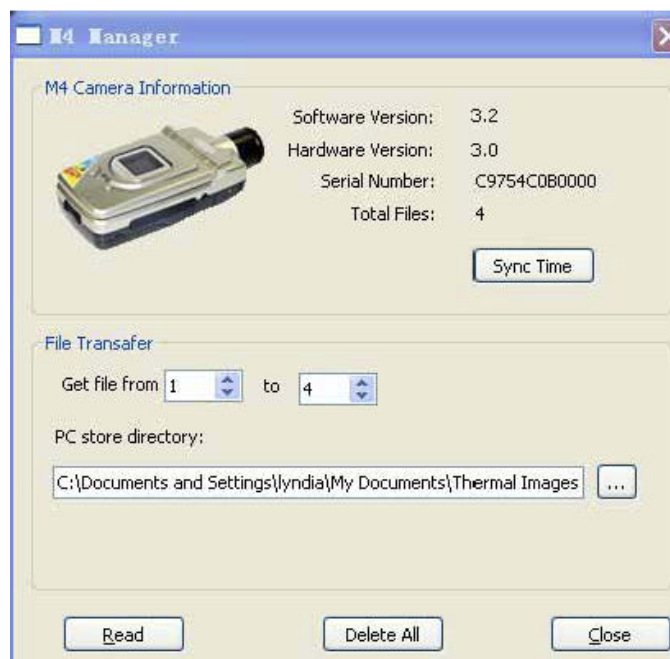 M4 Manager
M4 Camera Information
Software Version: 3.2
Hardware Version: 3.0
Serial Number: C9754C0B0000
Total Files: 4
Sync Time
File Transafer
Get file from 1 to 4
PC store directory:
C:\Documents and Settings\lyndia\My Documents\Thermal Images
...
Read
Delete All
Close